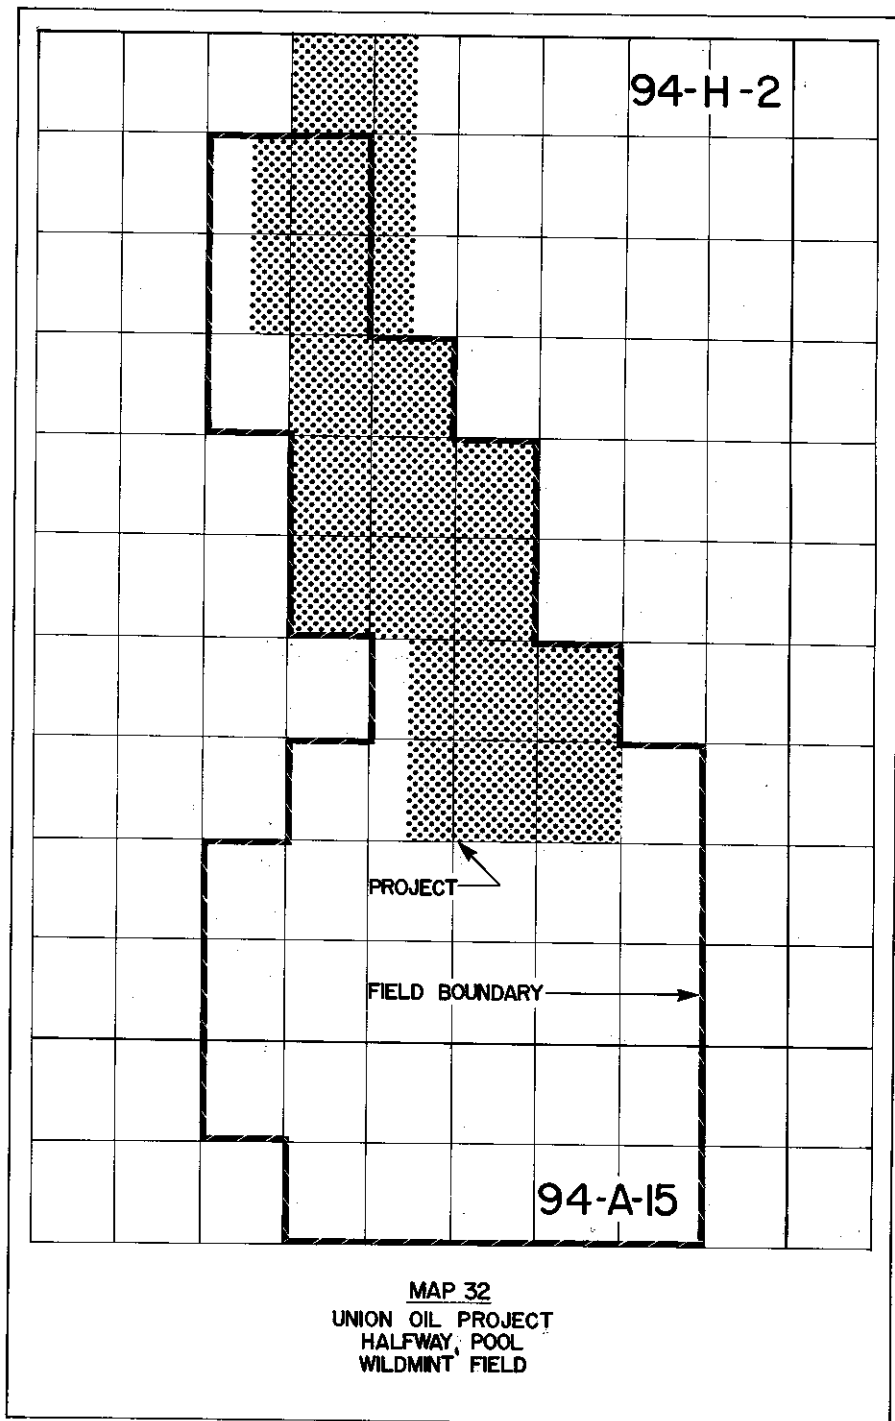 94-H-2
PROJECT
FIELD BOUNDARY
94-A-15
MAP 32
UNION OIL PROJECT
HALFWAY POOL
WILDMINT FIELD